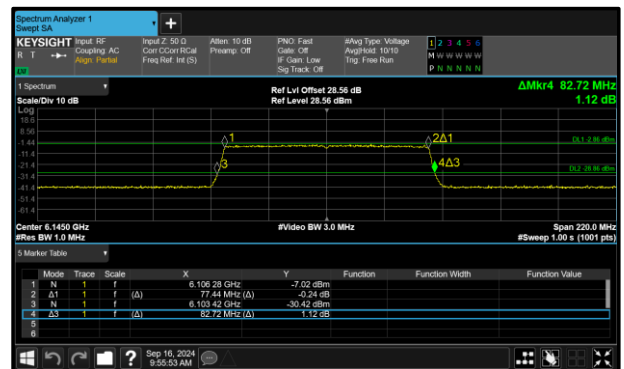 Spectrum Analyzer 1
Swept SA
+
KEYSIGHT Input: RF Input Z: 50 Ω Atten: 10 dB PNO: Fast #Avg Type: Voltage 1 2 3 4 5 6
R T Coupling: AC Corr CCorr RCal Preamp: Off Gate: Off Avg|Hold: 10/10 M W W W W W
Align: Partial Freq Ref: Int (S) IF Gain: Low Trig: Free Run P N N N N N
Sig Track: Off
LXI
1 Spectrum
Scale/Div 10 dB
Ref Lvl Offset 28.56 dB
Ref Level 28.56 dBm
ΔMkr4 82.72 MHz
1.12 dB
Log
18.6
8.56
-1.44
-11.4
-21.4
-31.4
-41.4
-51.4
-61.4
1
2Δ1
DL1 -2.86 dBm
3
4Δ3
DL2 -28.86 dBm
Center 6.1450 GHz #Video BW 3.0 MHz Span 220.0 MHz
#Res BW 1.0 MHz #Sweep 1.00 s (1001 pts)
5 Marker Table
Mode Trace Scale X Y Function Function Width Function Value
1 N 1 f 6.106 28 GHz -7.02 dBm
2 Δ1 1 f (Δ) 77.44 MHz (Δ) -0.24 dB
3 N 1 f 6.103 42 GHz -30.42 dBm
4 Δ3 1 f (Δ) 82.72 MHz (Δ) 1.12 dB
5
6
? Sep 16, 2024
9:55:53 AM